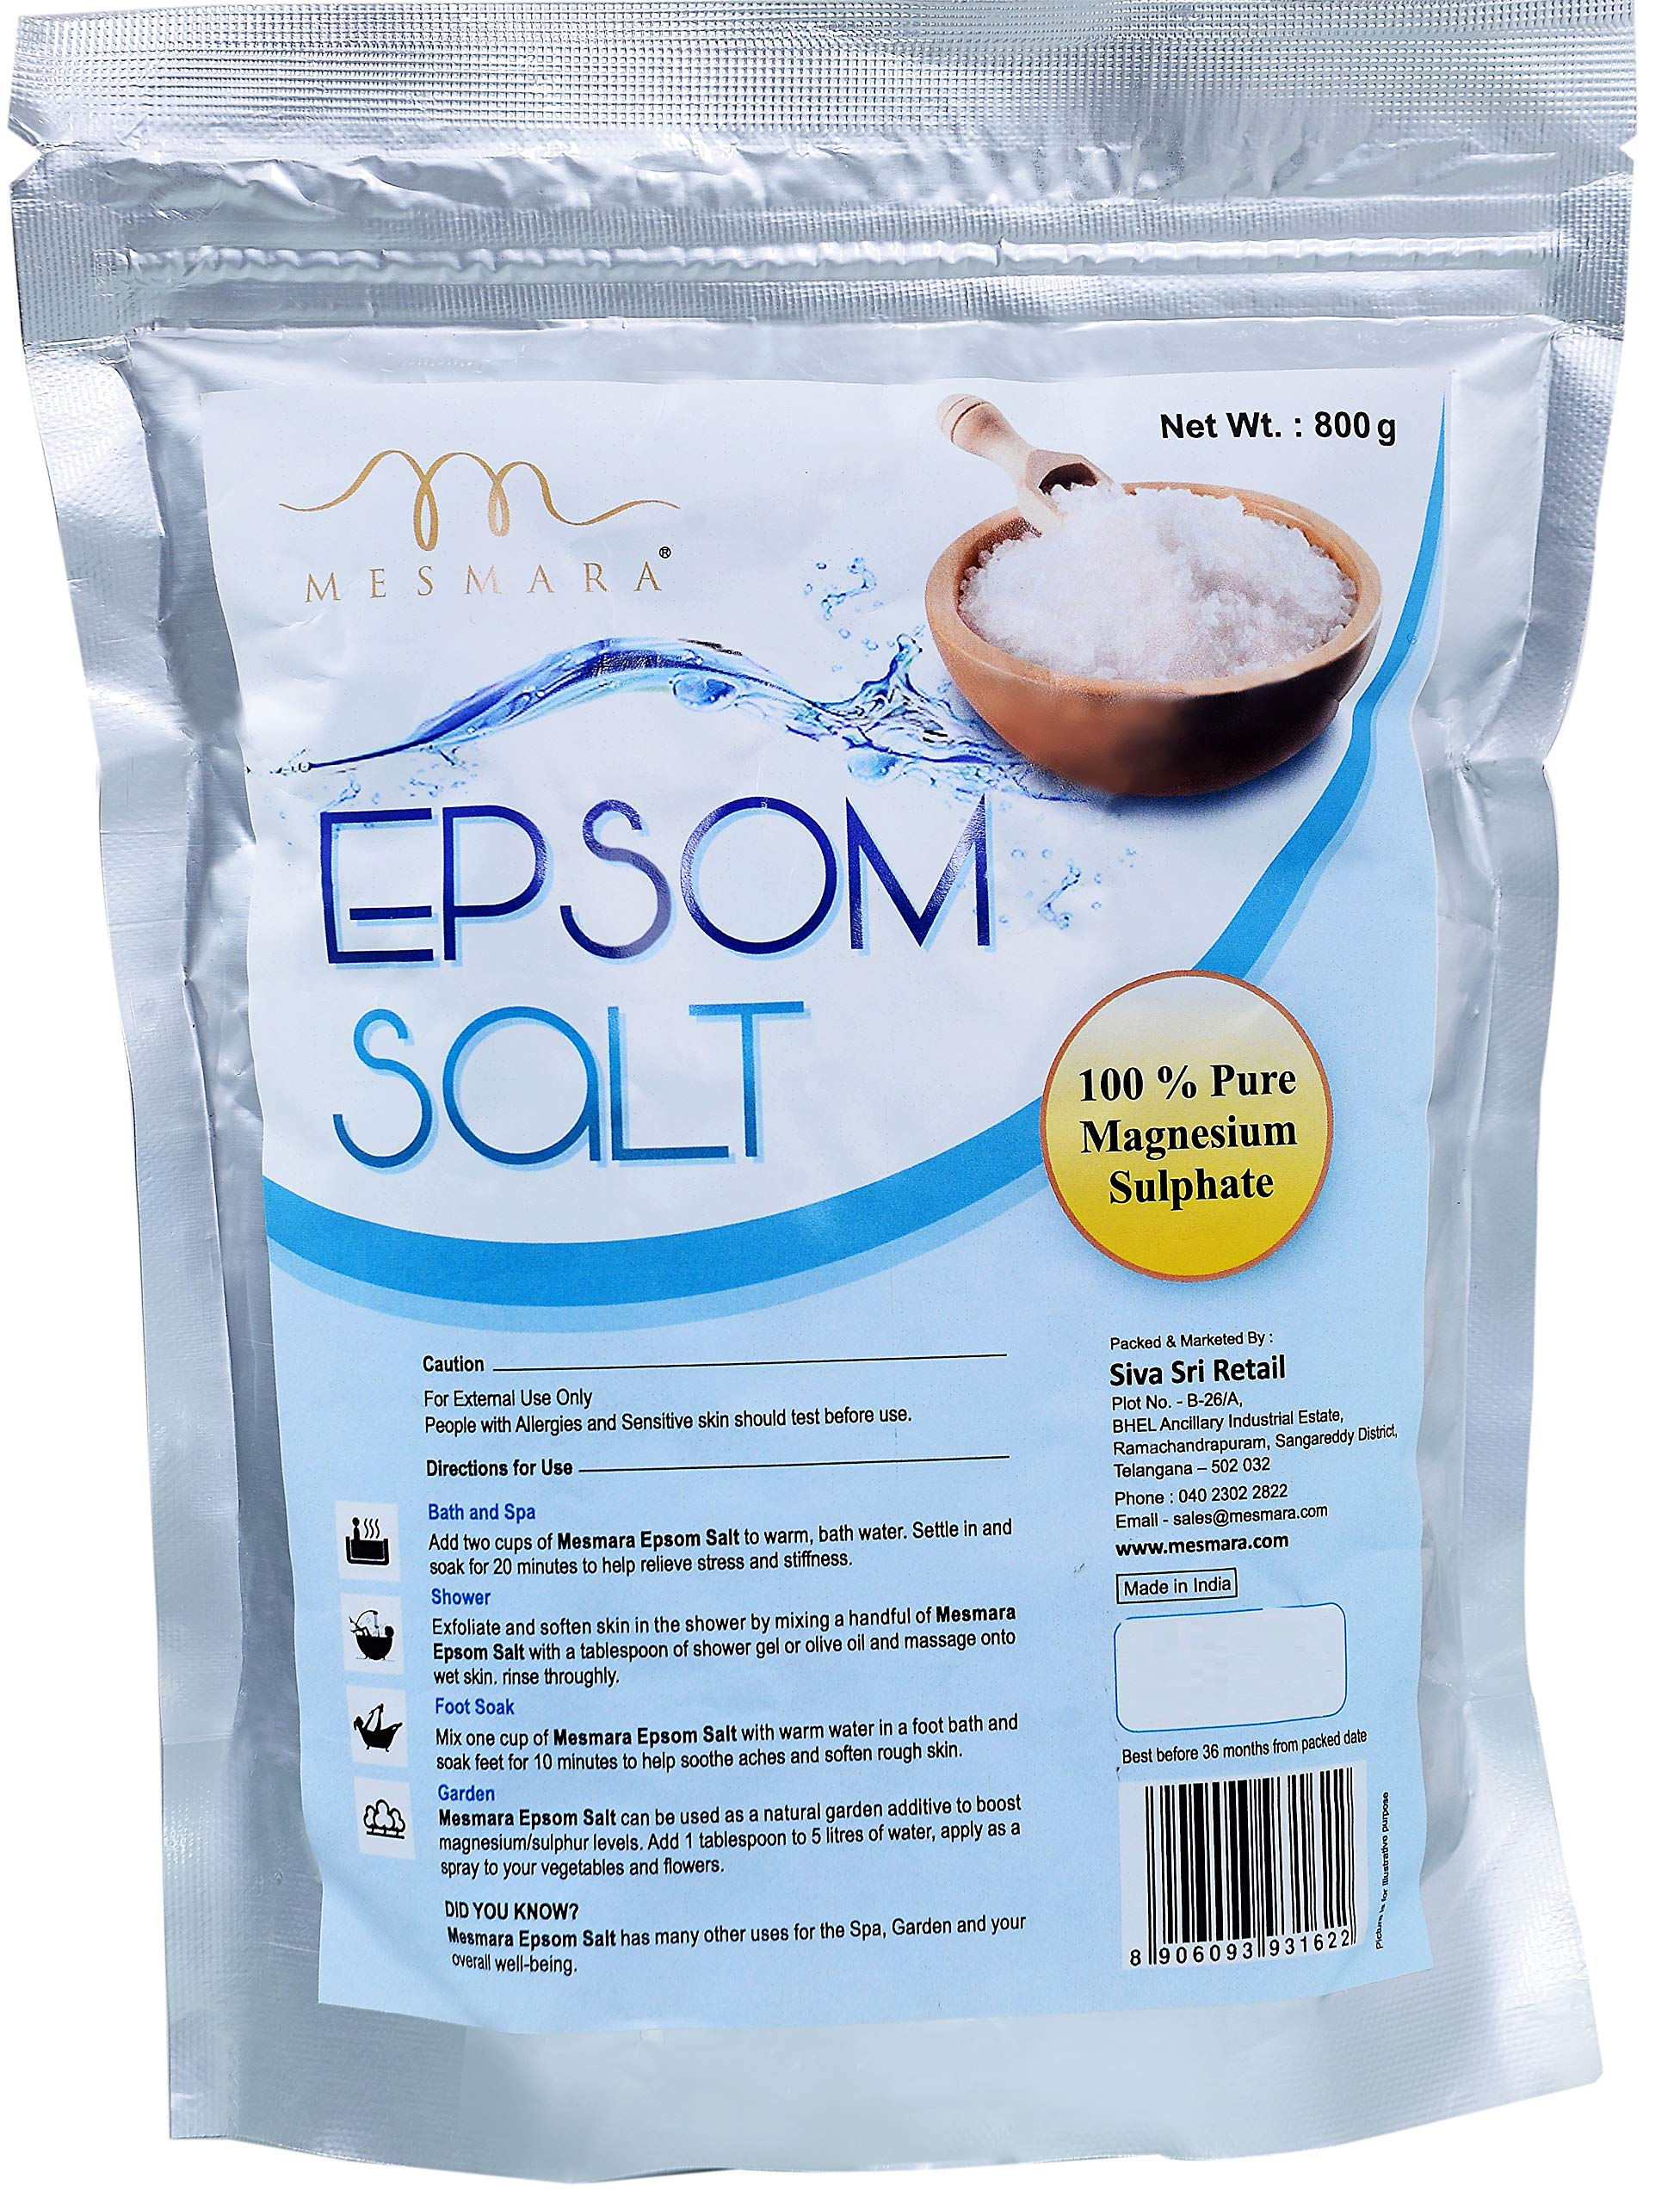 Net Wt. : 800 g
MESMARA®
EPSOM
SALT
100 % Pure
Magnesium
Sulphate
Caution
For External Use Only
People with Allergies and Sensitive skin should test before use.
Directions for Use
Bath and Spa
Add two cups of Mesmara Epsom Salt to warm, bath water. Settle in and
soak for 20 minutes to help relieve stress and stiffness.
Shower
Exfoliate and soften skin in the shower by mixing a handful of Mesmara
Epsom Salt with a tablespoon of shower gel or olive oil and massage onto
wet skin. rinse throughly.
Foot Soak
Mix one cup of Mesmara Epsom Salt with warm water in a foot bath and
soak feet for 10 minutes to help soothe aches and soften rough skin.
Garden
Mesmara Epsom Salt can be used as a natural garden additive to boost
magnesium/sulphur levels. Add 1 tablespoon to 5 litres of water, apply as a
spray to your vegetables and flowers.
DID YOU KNOW?
Mesmara Epsom Salt has many other uses for the Spa, Garden and your
overall well-being.
Packed & Marketed By :
Siva Sri Retail
Plot No. - B-26/A,
BHEL Ancillary Industrial Estate,
Ramachandrapuram, Sangareddy District,
Telangana – 502 032
Phone : 040 2302 2822
Email - sales@mesmara.com
www.mesmara.com
Made in India
Best before 36 months from packed date
8 906093 931622
Picture is for illustrative purpose